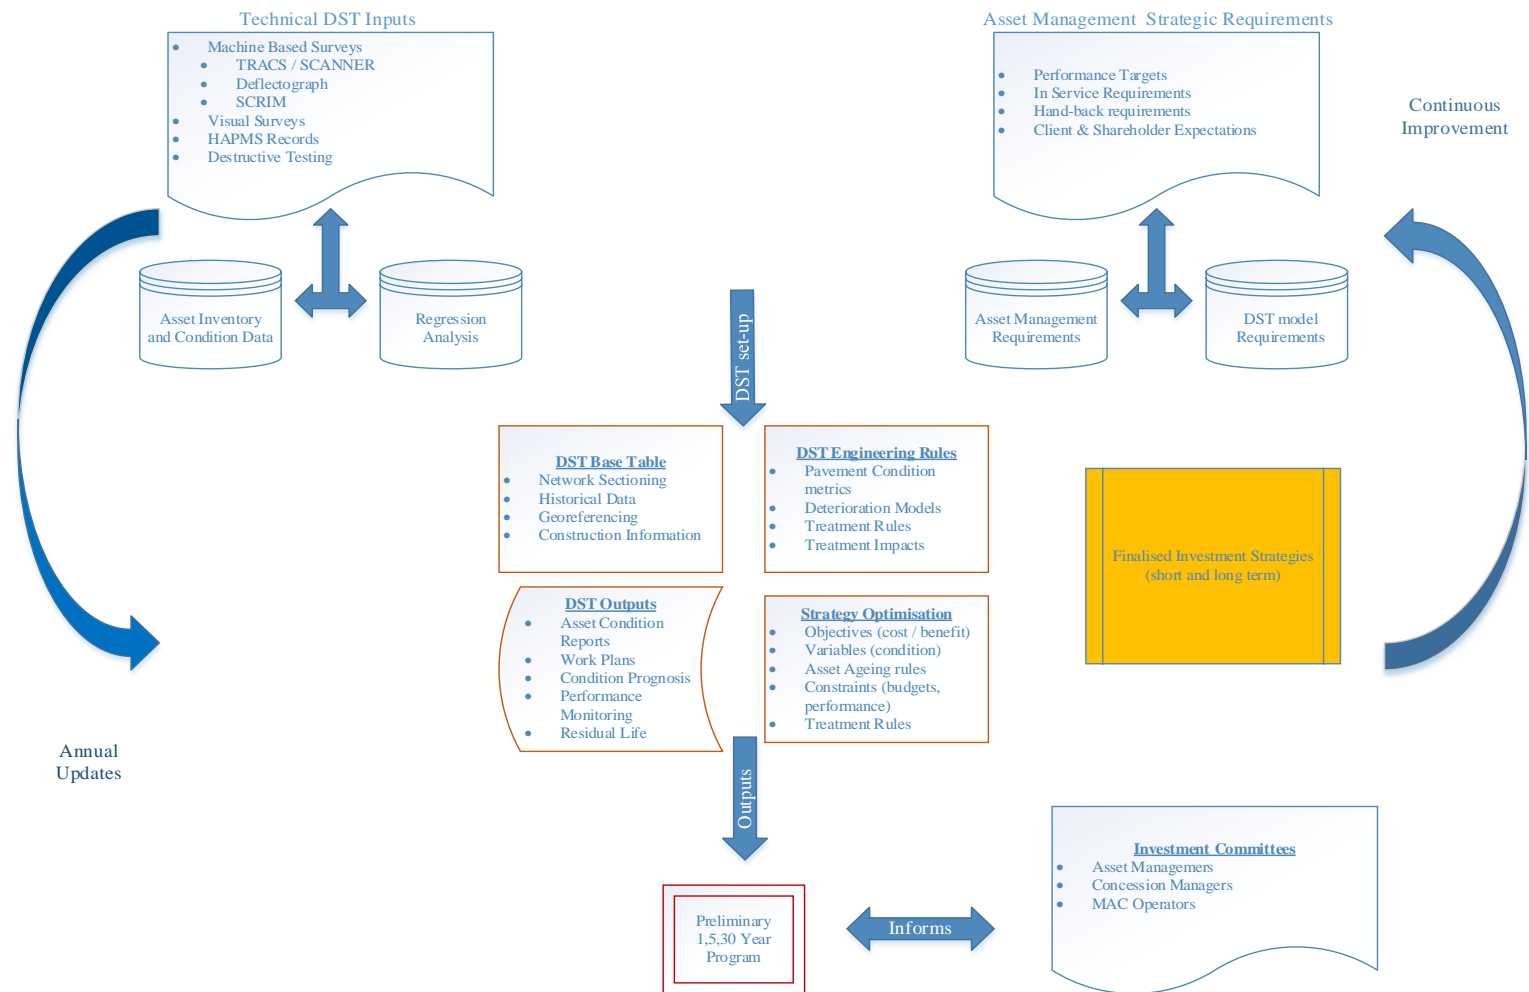 Technical DST Inputs
• Machine Based Surveys
• TRACS / SCANNER
• Deflectograph
• SCRIM
• Visual Surveys
• HAPMS Records
• Destructive Testing
Asset Management Strategic Requirements
• Performance Targets
• In Service Requirements
• Hand-back requirements
• Client & Shareholder Expectations
Continuous
Improvement
Asset Inventory
and Condition Data
Regression
Analysis
DST set-up
Asset Management
Requirements
DST model
Requirements
DST Base Table
• Network Sectioning
• Historical Data
• Georeferencing
• Construction Information
DST Engineering Rules
• Pavement Condition
metrics
• Deterioration Models
• Treatment Rules
• Treatment Impacts
Finalised Investment Strategies
(short and long term)
DST Outputs
• Asset Condition
Reports
• Work Plans
• Condition Prognosis
• Performance
Monitoring
• Residual Life
Strategy Optimisation
• Objectives (cost / benefit)
• Variables (condition)
• Asset Ageing rules
• Constraints (budgets,
performance)
• Treatment Rules
Annual
Updates
Outputs
Preliminary
1,5,30 Year
Program
Informs
Investment Committees
• Asset Managemers
• Concession Managers
• MAC Operators